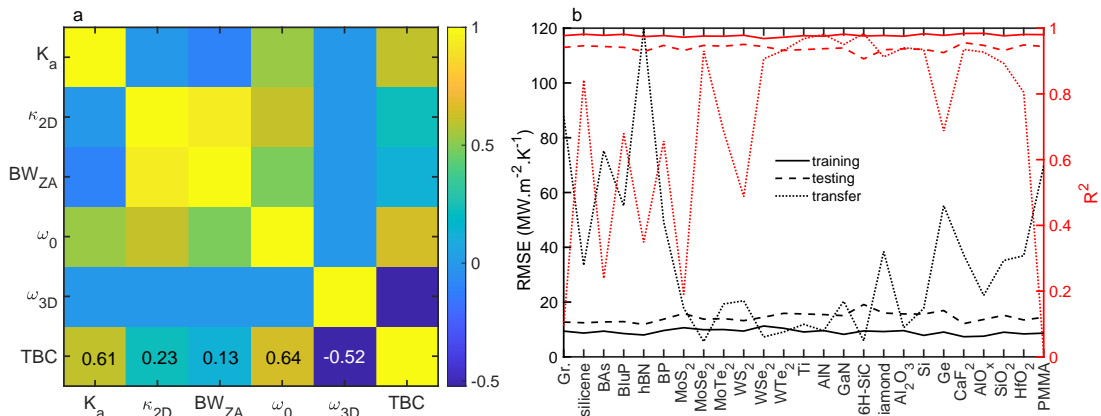 a
K_a
κ_2D
BW_ZA
ω_0
ω_3D
TBC
0.61
0.23
0.13
0.64
-0.52
K_a
κ_2D
BW_ZA
ω_0
ω_3D
TBC
1
0.5
0
-0.5
b
120
100
80
60
40
20
0
RMSE (MW.m^-2.K^-1)
training
testing
transfer
1
0.8
0.6
0.4
0.2
0
R^2
Gr.
silicene
BAs
BluP
hBN
BP
MoS_2
MoSe_2
MoTe_2
WS_2
WSe_2
WTe_2
Ti
AlN
GaN
6H-SiC
diamond
Al_2O_3
Si
Ge
CaF_2
AlO_x
SiO_2
HfO_2
PMMA